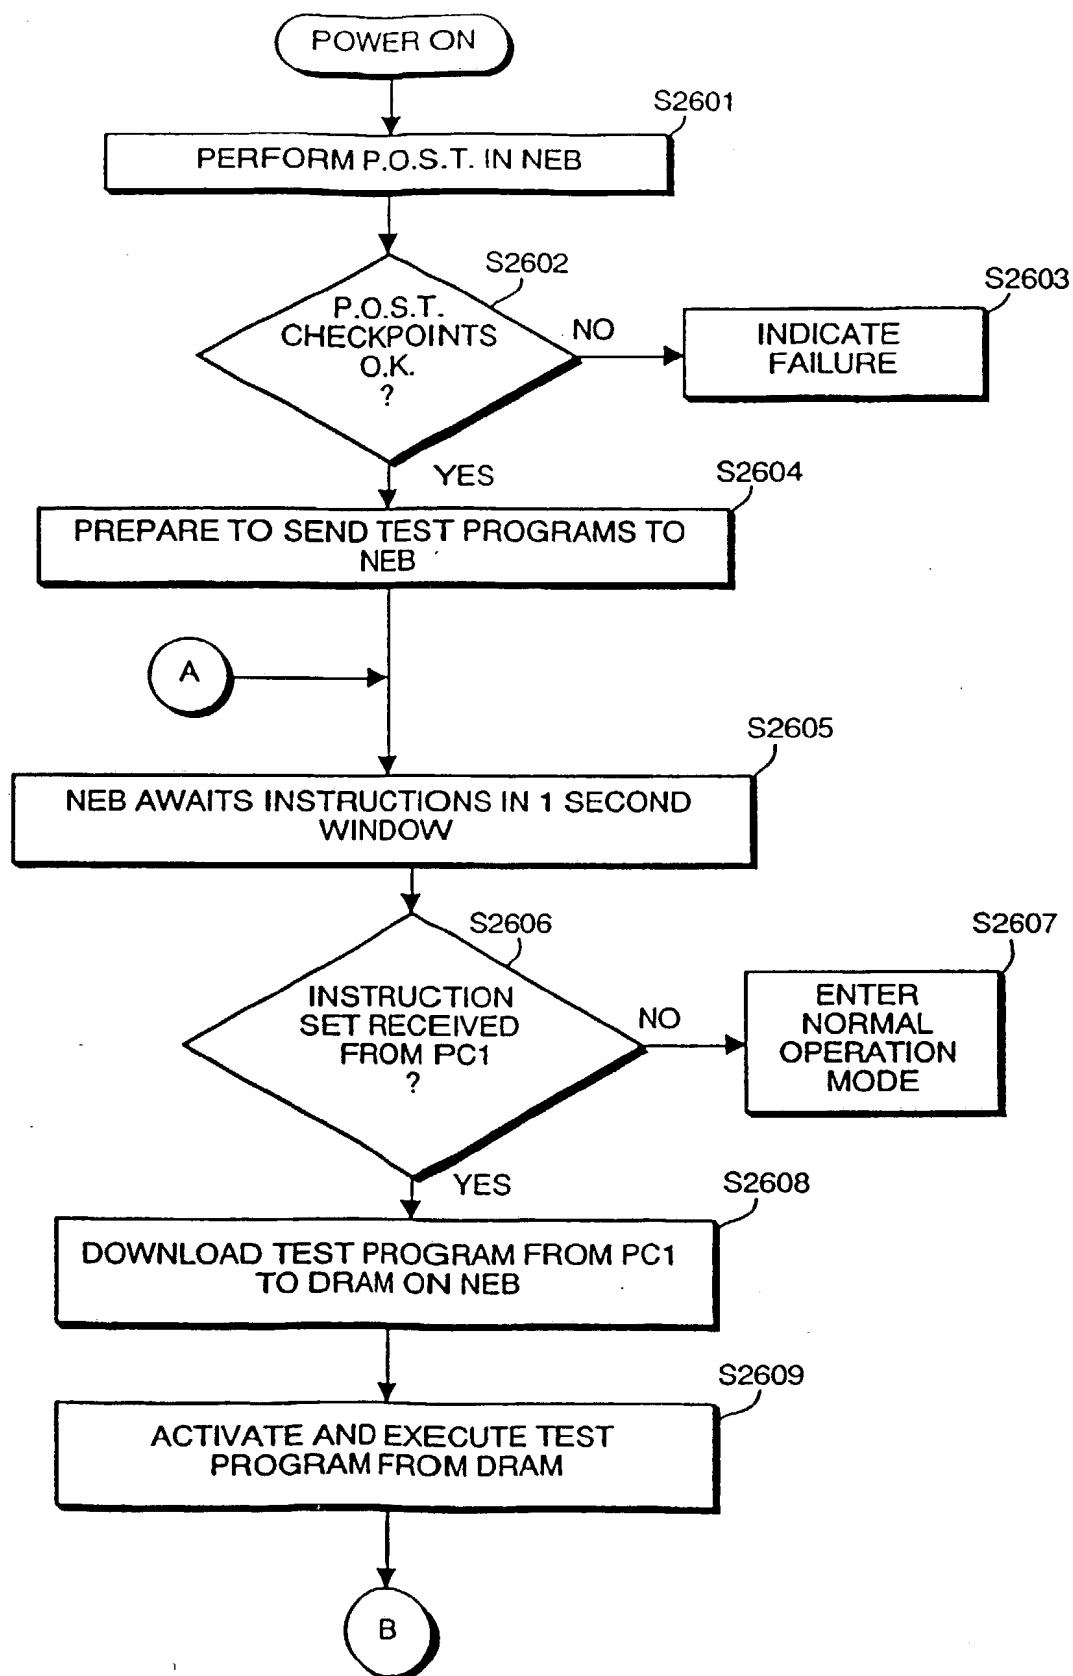 POWER ON
S2601
PERFORM P.O.S.T. IN NEB
S2602
P.O.S.T.
CHECKPOINTS
O.K.
?
NO
S2603
INDICATE
FAILURE
YES
S2604
PREPARE TO SEND TEST PROGRAMS TO
NEB
A
S2605
NEB AWAITS INSTRUCTIONS IN 1 SECOND
WINDOW
S2606
INSTRUCTION
SET RECEIVED
FROM PC1
?
NO
S2607
ENTER
NORMAL
OPERATION
MODE
YES
S2608
DOWNLOAD TEST PROGRAM FROM PC1
TO DRAM ON NEB
S2609
ACTIVATE AND EXECUTE TEST
PROGRAM FROM DRAM
B